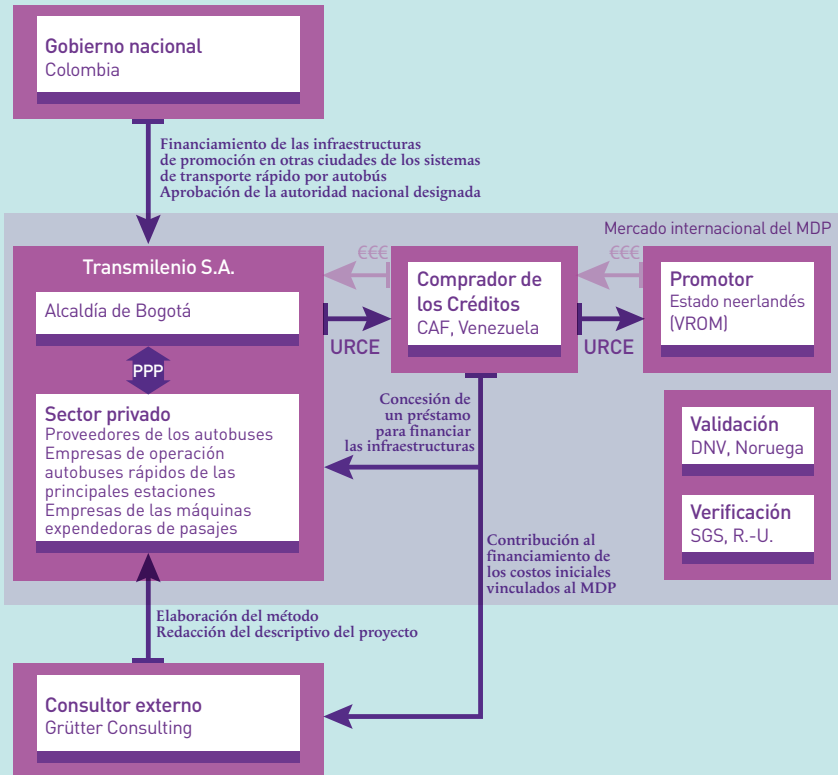 Gobierno nacional
Colombia
Financiamiento de las infraestructuras
de promoción en otras ciudades de los sistemas
de transporte rápido por autobús
Aprobación de la autoridad nacional designada
Mercado internacional del MDP
Transmilenio S.A.
Alcaldía de Bogotá
PPP
Sector privado
Proveedores de los autobuses
Empresas de operación
autobuses rápidos de las
principales estaciones
Empresas de las máquinas
expendedoras de pasajes
€€€
URCE
Comprador de
los Créditos
CAF, Venezuela
€€€
URCE
Promotor
Estado neerlandés
(VROM)
Concesión de
un préstamo
para financiar
las infraestructuras
Validación
DNV, Noruega
Verificación
SGS, R.-U.
Contribución al
financiamiento de
los costos iniciales
vinculados al MDP
Elaboración del método
Redacción del descriptivo del proyecto
Consultor externo
Grütter Consulting